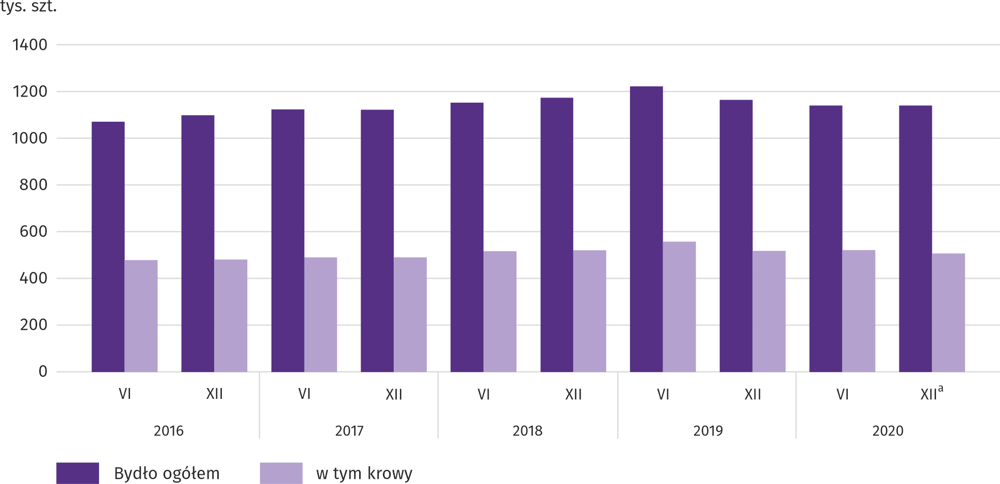 tys. szt.
1400
1200
1000
800
600
400
200
0
VI XII VI XII VI XII VI XII VI XIIª
2016 2017 2018 2019 2020
Bydło ogółem w tym krowy